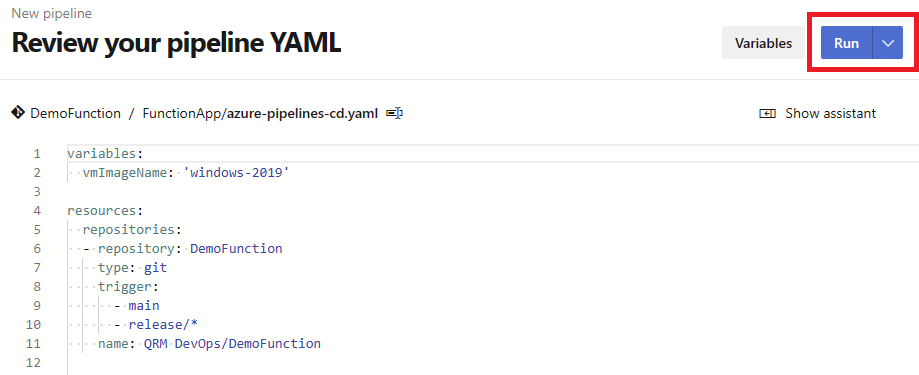 New pipeline
Review your pipeline YAML
Variables
Run
DemoFunction / FunctionApp/azure-pipelines-cd.yaml
Show assistant
1 variables:
2   vmImageName: 'windows-2019'
3
4 resources:
5   repositories:
6   - repository: DemoFunction
7     type: git
8     trigger:
9       - main
10       - release/*
11     name: QRM DevOps/DemoFunction
12